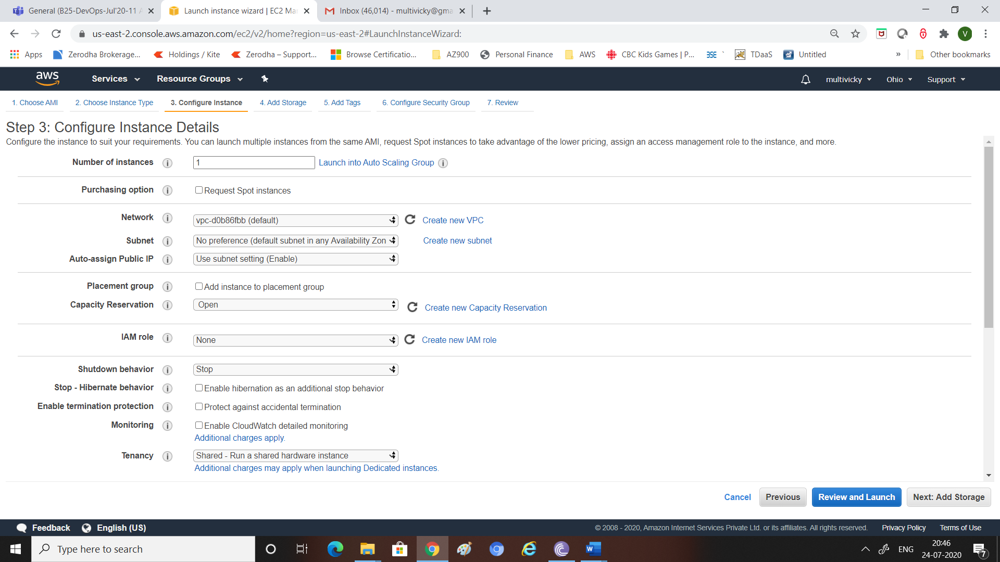 General (B25-DevOps-Jul'20-11 A
Launch instance wizard | EC2 Man
Inbox (46,014) - multivicky@gma
us-east-2.console.aws.amazon.com/ec2/v2/home?region=us-east-2#LaunchInstanceWizard:
V
Apps
Zerodha Brokerage...
Holdings / Kite
Zerodha – Support...
Browse Certificatio...
AZ900
Personal Finance
AWS
CBC Kids Games | P...
BSE `
TDaaS
Untitled
»
Other bookmarks
aws
Services
Resource Groups
multivicky
Ohio
Support
1. Choose AMI
2. Choose Instance Type
3. Configure Instance
4. Add Storage
5. Add Tags
6. Configure Security Group
7. Review
Step 3: Configure Instance Details
Configure the instance to suit your requirements. You can launch multiple instances from the same AMI, request Spot instances to take advantage of the lower pricing, assign an access management role to the instance, and more.
Number of instances i 1 Launch into Auto Scaling Group i
Purchasing option i Request Spot instances
Network i vpc-d0b86fbb (default) Create new VPC
Subnet i No preference (default subnet in any Availability Zon Create new subnet
Auto-assign Public IP i Use subnet setting (Enable)
Placement group i Add instance to placement group
Capacity Reservation i Open Create new Capacity Reservation
IAM role i None Create new IAM role
Shutdown behavior i Stop
Stop - Hibernate behavior i Enable hibernation as an additional stop behavior
Enable termination protection i Protect against accidental termination
Monitoring i Enable CloudWatch detailed monitoring
Additional charges apply.
Tenancy i Shared - Run a shared hardware instance
Additional charges may apply when launching Dedicated instances.
Cancel
Previous
Review and Launch
Next: Add Storage
Feedback
English (US)
© 2008 - 2020, Amazon Internet Services Private Ltd. or its affiliates. All rights reserved.
Privacy Policy
Terms of Use
Type here to search
ENG
20:46
24-07-2020
7